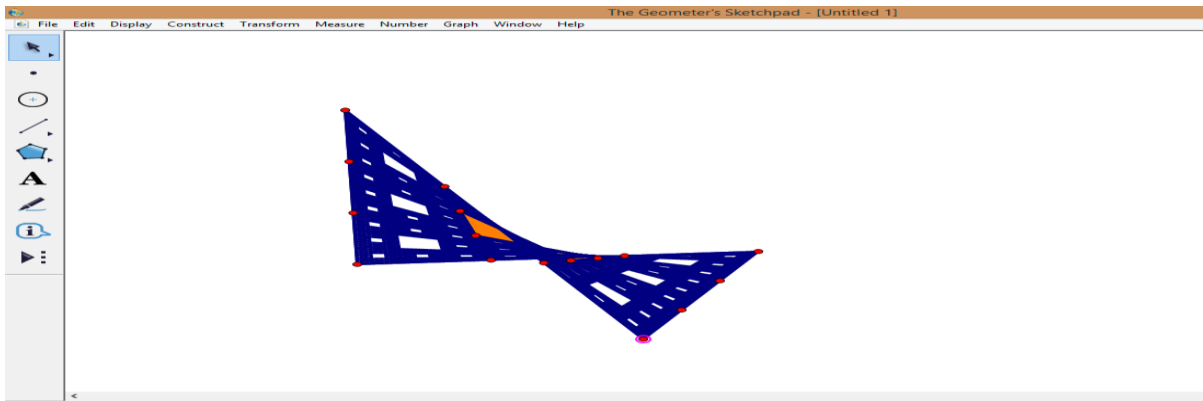 The Geometer's Sketchpad - [Untitled 1]
File Edit Display Construct Transform Measure Number Graph Window Help
A